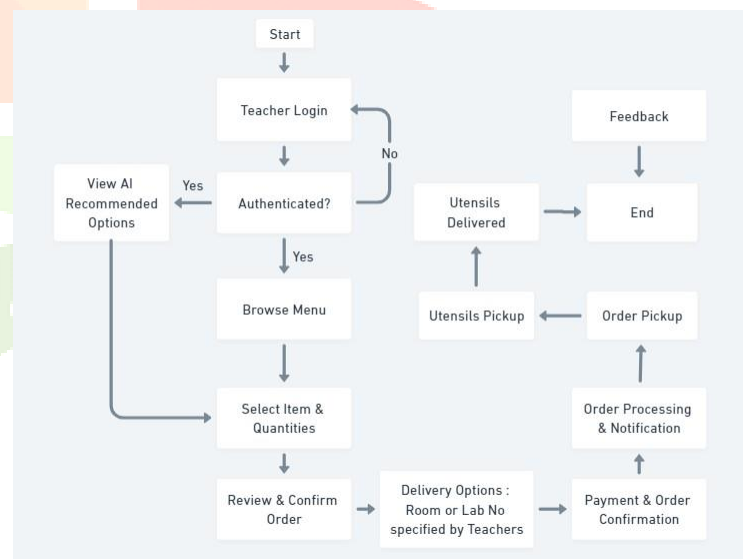 Start
Teacher Login
No
Authenticated?
Yes
View AI
Recommended
Options
Yes
Browse Menu
Select Item &
Quantities
Review & Confirm
Order
Delivery Options :
Room or Lab No
specified by Teachers
Payment & Order
Confirmation
Order Processing
& Notification
Order Pickup
Utensils Pickup
Utensils
Delivered
Feedback
End